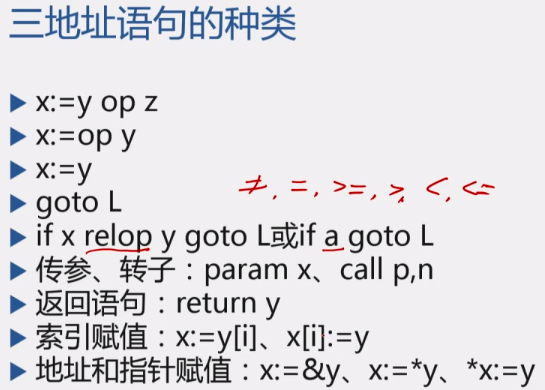 三地址语句的种类
x:=y op z
x:=op y
x:=y
≠, =, >=, >, <, <=
goto L
if x relop y goto L或if a goto L
传参、转子：param x、call p,n
返回语句：return y
索引赋值：x:=y[i]、x[i]:=y
地址和指针赋值：x:=&y、x:=*y、*x:=y